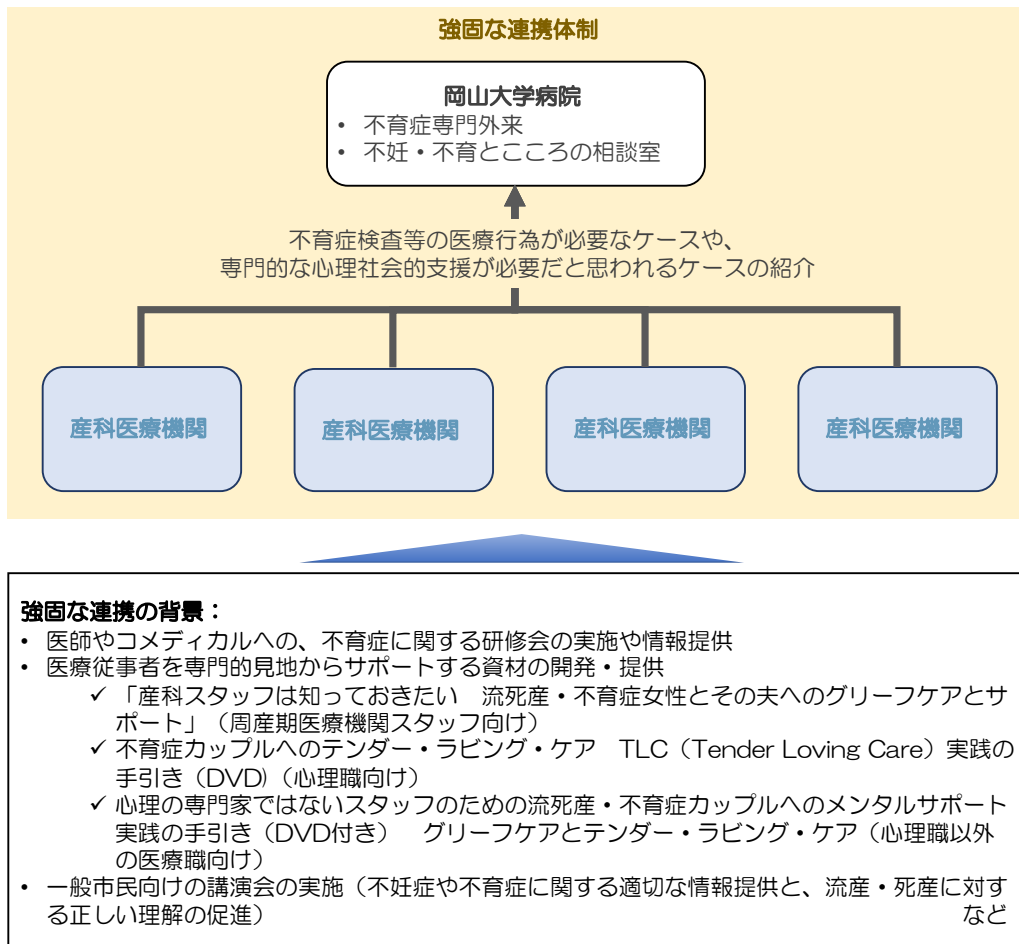 強固な連携体制
岡山大学病院
• 不育症専門外来
• 不妊・不育とこころの相談室
不育症検査等の医療行為が必要なケースや、
専門的な心理社会的支援が必要だと思われるケースの紹介
産科医療機関
産科医療機関
産科医療機関
産科医療機関
強固な連携の背景：
• 医師やコメディカルへの、不育症に関する研修会の実施や情報提供
• 医療従事者を専門的見地からサポートする資材の開発・提供
✓ 「産科スタッフは知っておきたい　流死産・不育症女性とその夫へのグリーフケアとサ
ポート」（周産期医療機関スタッフ向け）
✓ 不育症カップルへのテンダー・ラビング・ケア　TLC（Tender Loving Care）実践の
手引き（DVD)（心理職向け）
✓ 心理の専門家ではないスタッフのための流死産・不育症カップルへのメンタルサポート
実践の手引き（DVD付き）　グリーフケアとテンダー・ラビング・ケア（心理職以外
の医療職向け）
• 一般市民向けの講演会の実施（不妊症や不育症に関する適切な情報提供と、流産・死産に対す
る正しい理解の促進）　など